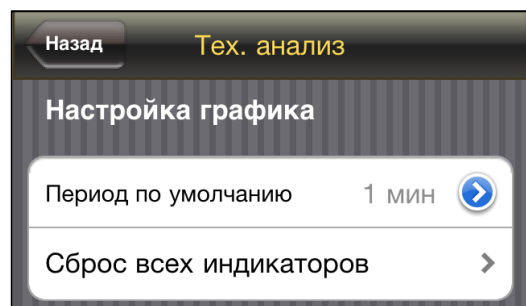 Назад Тех. анализ
Настройка графика
Период по умолчанию 1 мин
Сброс всех индикаторов